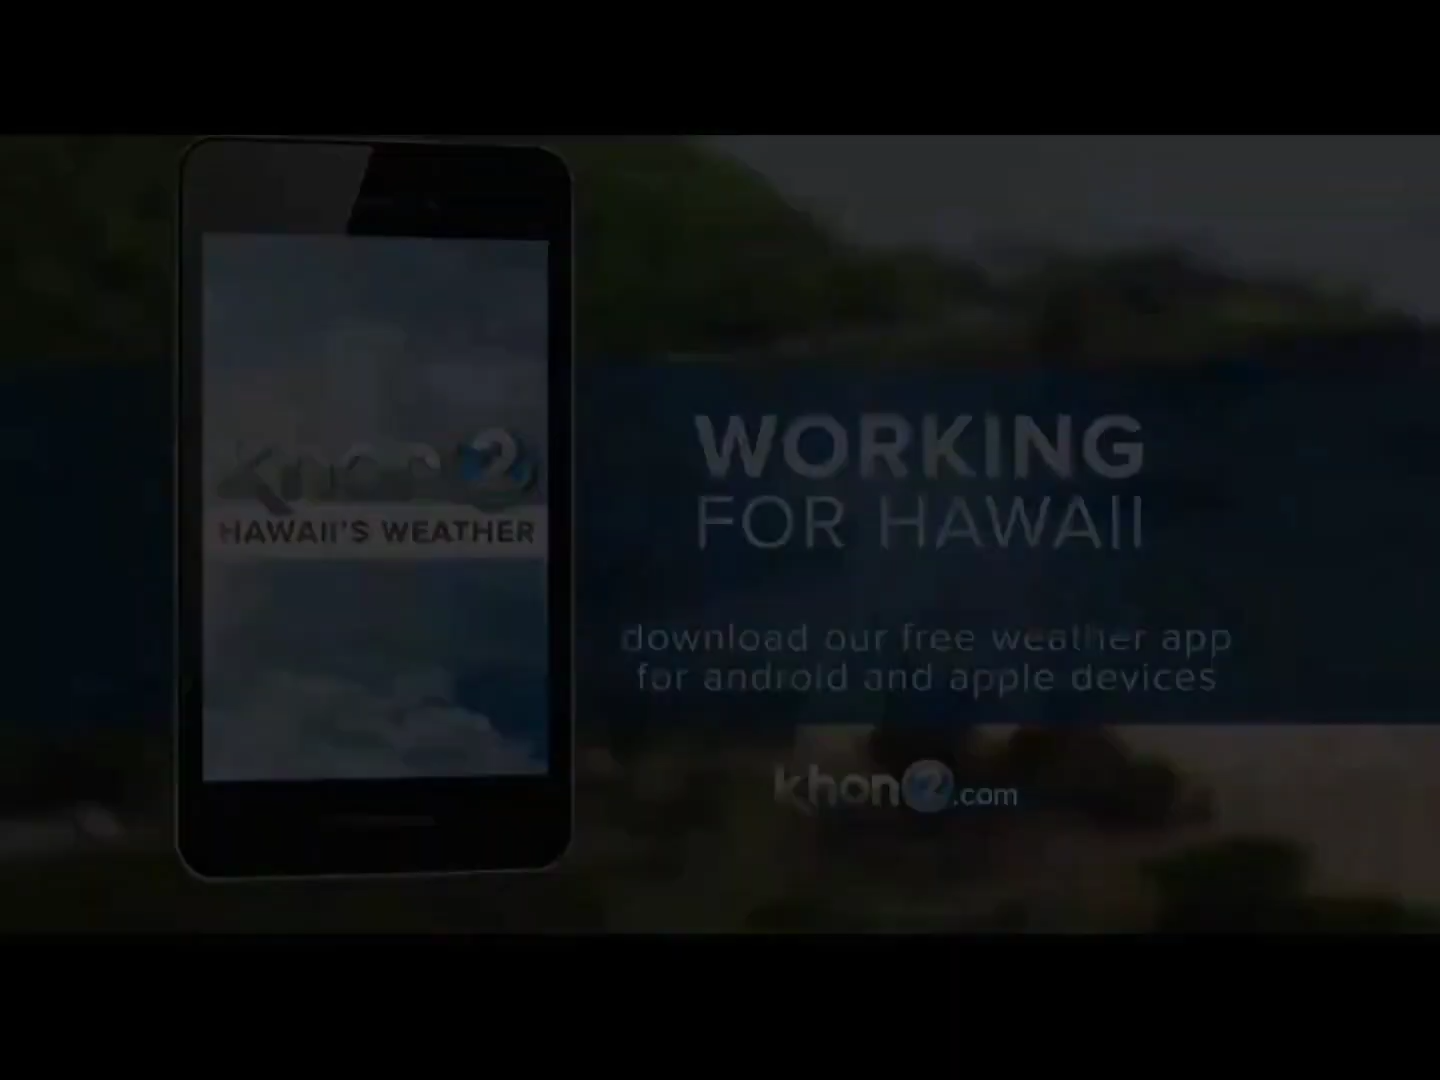 khon2
HAWAII'S WEATHER
WORKING
FOR HAWAII
download our free weather app
for android and apple devices
khon2.com